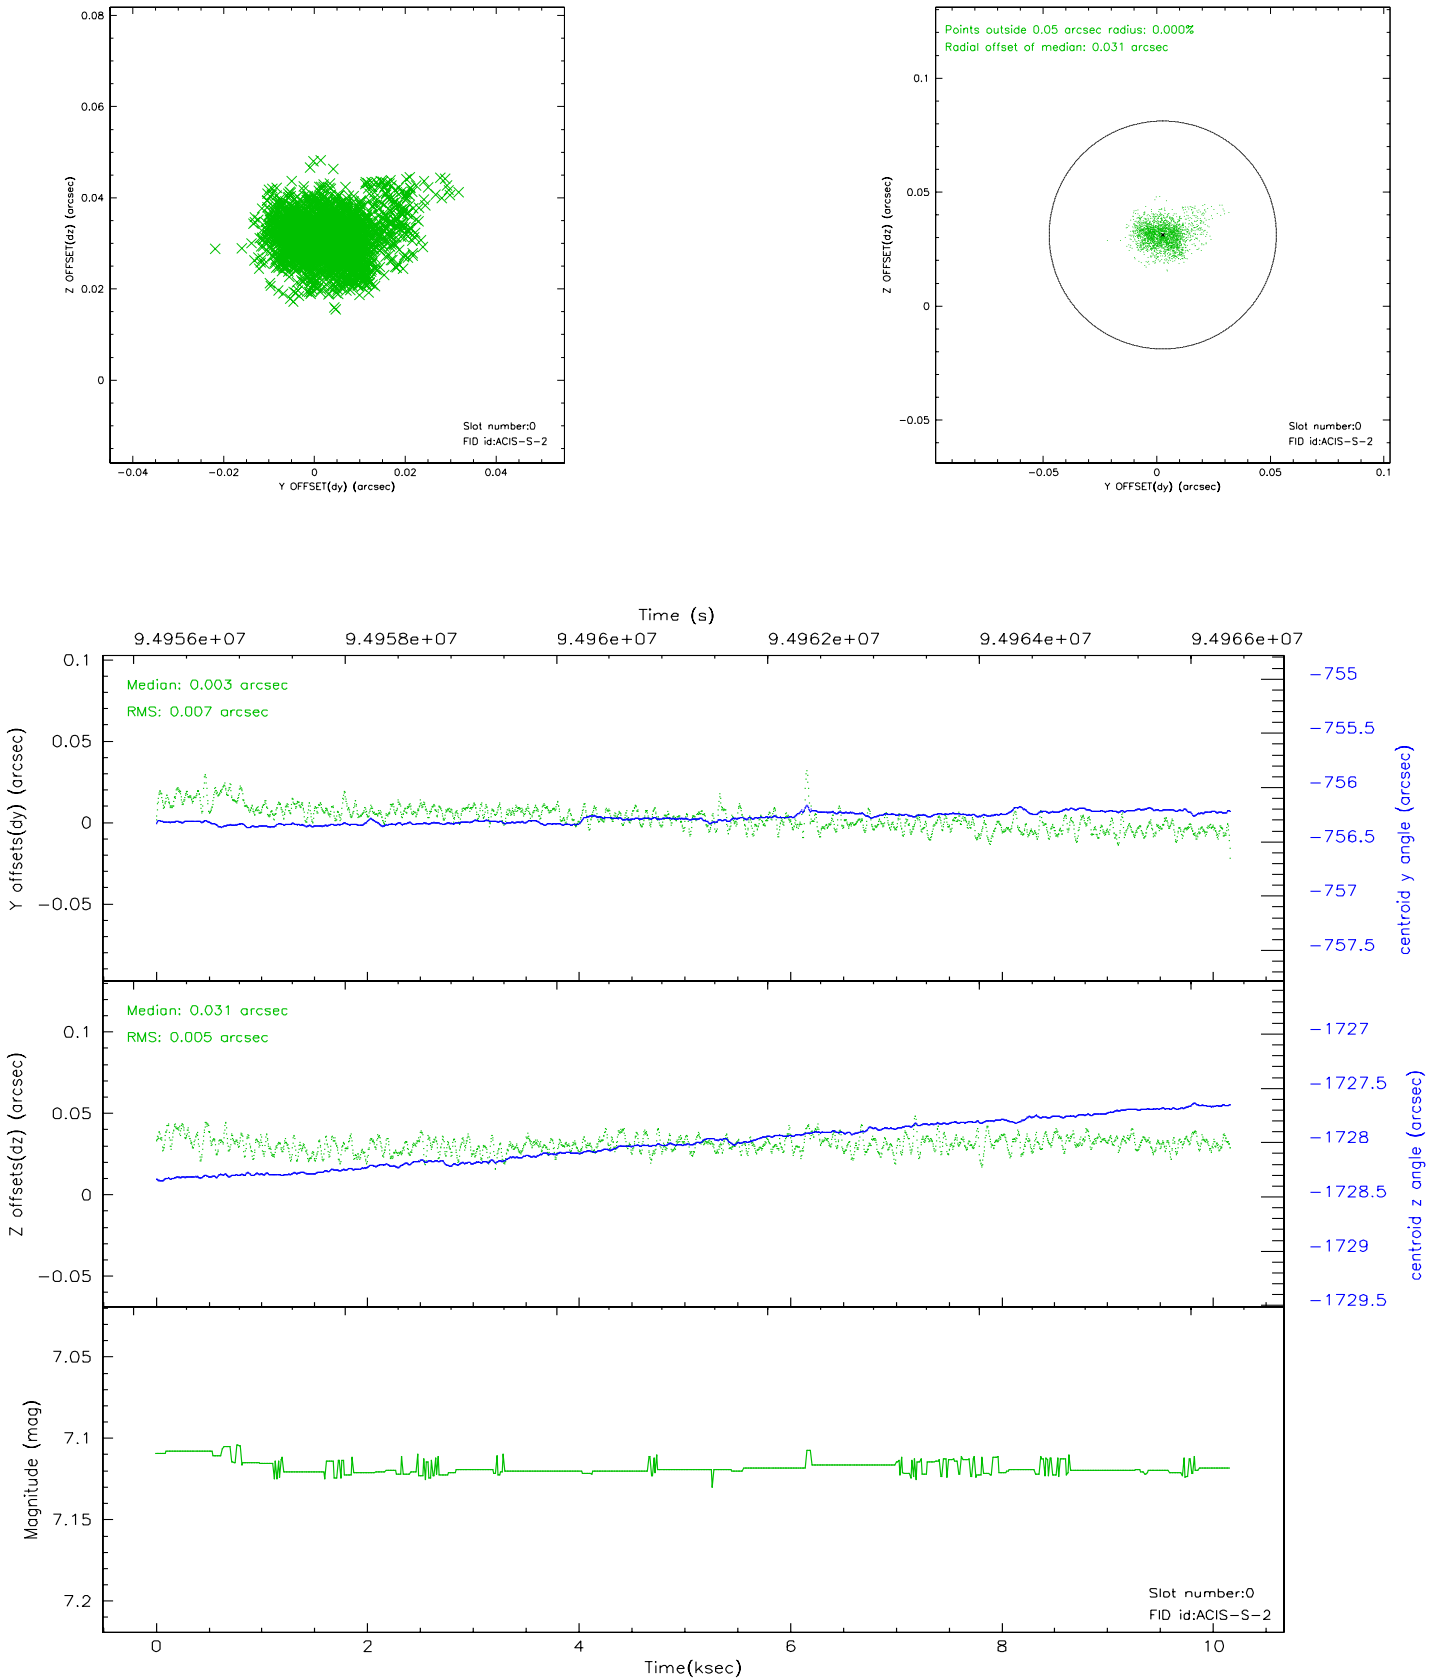 0.08
0.06
0.04
0.02
0
Z OFFSET(dz) (arcsec)
Slot number:0
FID id:ACIS-S-2
-0.04 -0.02 0 0.02 0.04
Y OFFSET(dy) (arcsec)
Points outside 0.05 arcsec radius: 0.000%
Radial offset of median: 0.031 arcsec
0.1
0.05
0
-0.05
Z OFFSET(dz) (arcsec)
Slot number:0
FID id:ACIS-S-2
-0.05 0 0.05 0.1
Y OFFSET(dy) (arcsec)
Time (s)
9.4956e+07 9.4958e+07 9.496e+07 9.4962e+07 9.4964e+07 9.4966e+07
Median: 0.003 arcsec
RMS: 0.007 arcsec
0.1
0.05
0
-0.05
Y offsets(dy) (arcsec)
-755
-755.5
-756
-756.5
-757
-757.5
centroid y angle (arcsec)
Median: 0.031 arcsec
RMS: 0.005 arcsec
0.1
0.05
0
-0.05
Z offsets(dz) (arcsec)
-1727
-1727.5
-1728
-1728.5
-1729
-1729.5
centroid z angle (arcsec)
7.05
7.1
7.15
7.2
Magnitude (mag)
Slot number:0
FID id:ACIS-S-2
0 2 4 6 8 10
Time(ksec)